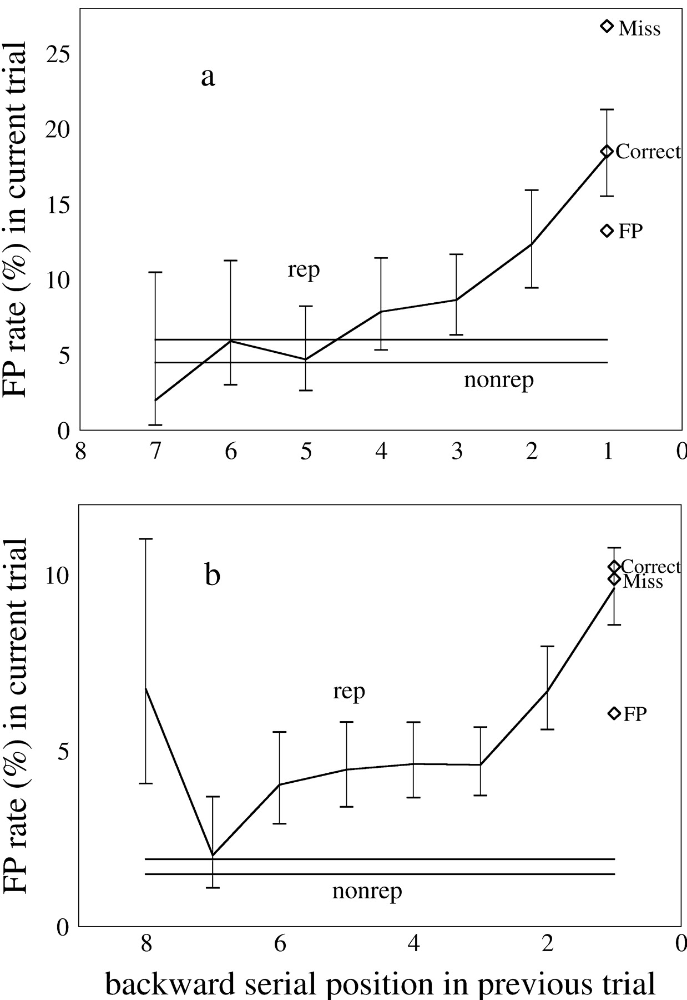 FP rate (%) in current trial
25
20
15
10
5
0
a
Miss
Correct
FP
rep
nonrep
8 7 6 5 4 3 2 1 0
FP rate (%) in current trial
10
5
0
b
Correct
Miss
rep
FP
nonrep
8 6 4 2 0
backward serial position in previous trial